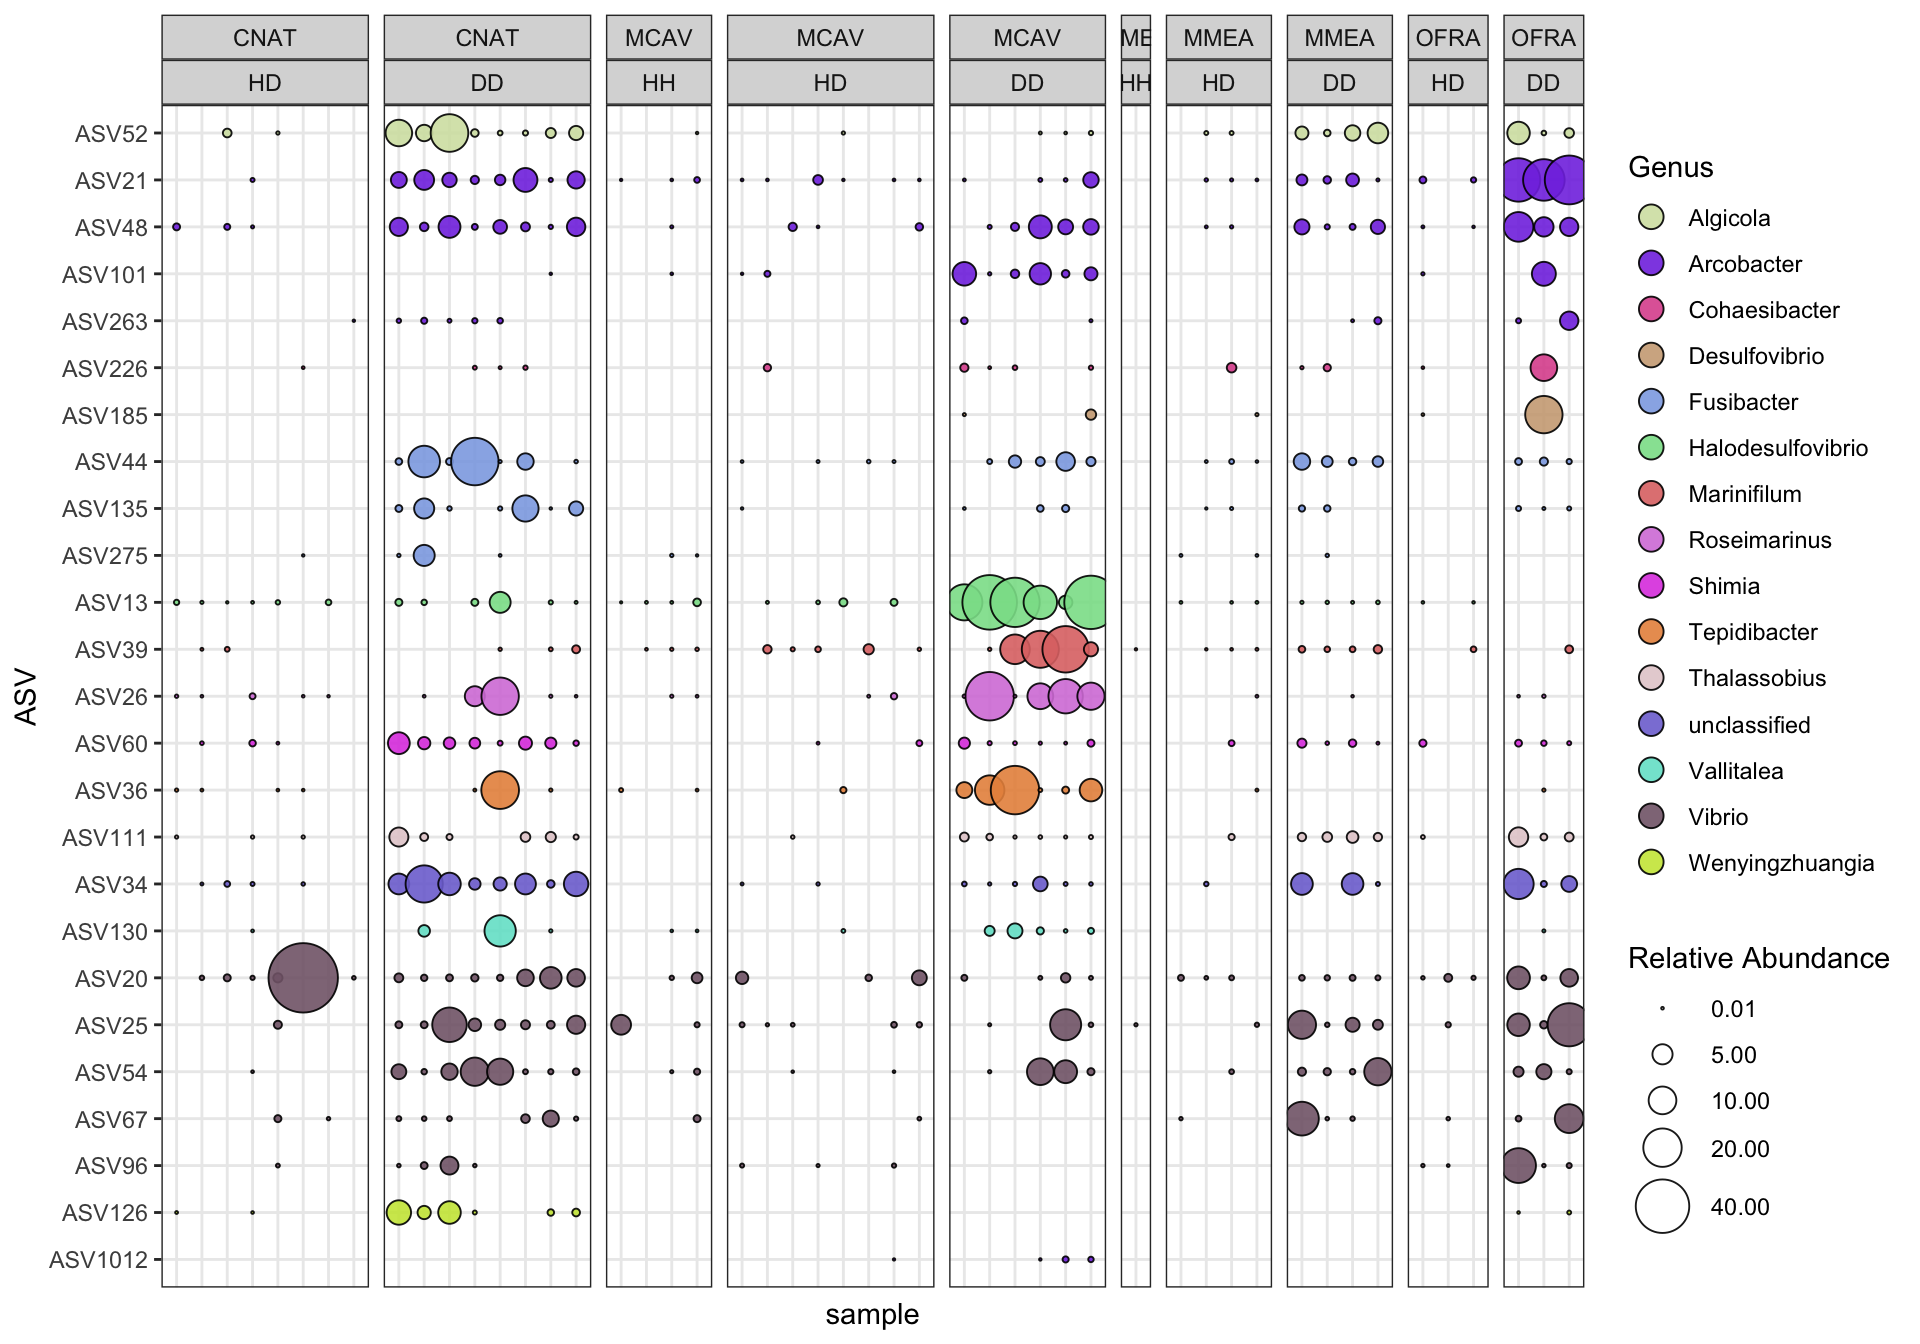 CNAT CNAT MCAV MCAV MCAV ME MMEA MMEA OFRA OFRA
HD DD HH HD DD HH HD DD HD DD
ASV52
ASV21
ASV48
ASV101
ASV263
ASV226
ASV185
ASV44
ASV135
ASV275
ASV13
ASV39
ASV26
ASV60
ASV36
ASV111
ASV34
ASV130
ASV20
ASV25
ASV54
ASV67
ASV96
ASV126
ASV1012
ASV
sample
Genus
Algicola
Arcobacter
Cohaesibacter
Desulfovibrio
Fusibacter
Halodesulfovibrio
Marinifilum
Roseimarinus
Shimia
Tepidibacter
Thalassobius
unclassified
Vallitalea
Vibrio
Wenyingzhuangia
Relative Abundance
0.01
5.00
10.00
20.00
40.00